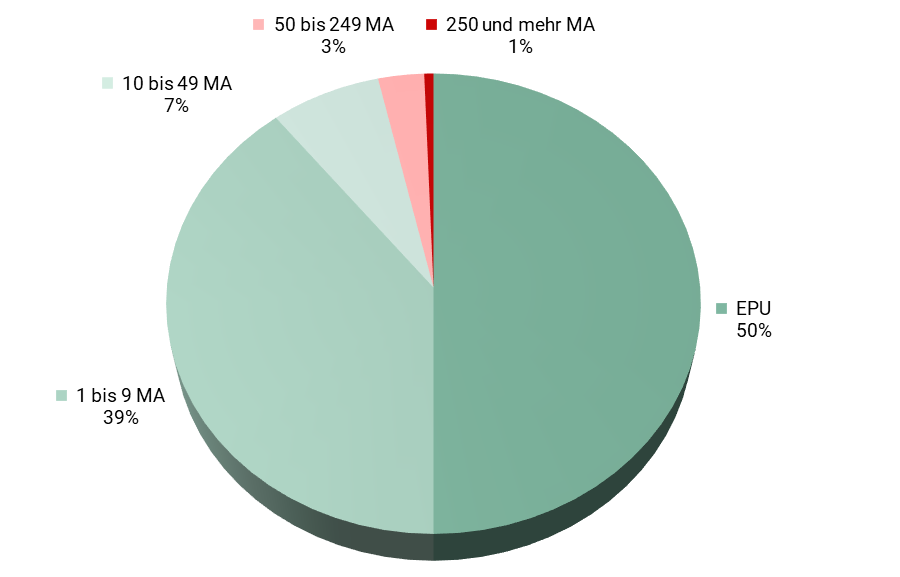 50 bis 249 MA
3%
250 und mehr MA
1%
10 bis 49 MA
7%
EPU
50%
1 bis 9 MA
39%